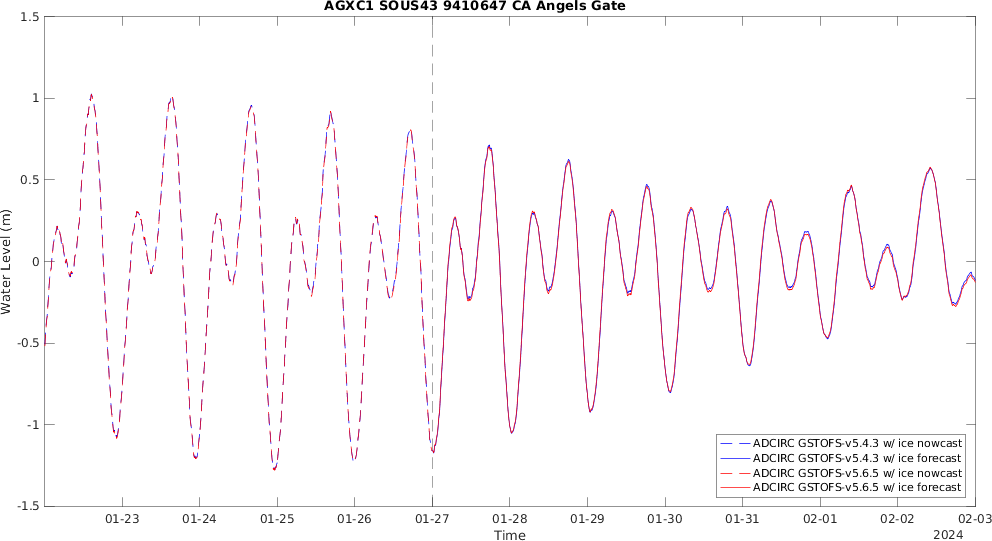 AGXC1 SOUS43 9410647 CA Angels Gate
1.5
1
0.5
0
-0.5
-1
-1.5
Water Level (m)
ADCIRC GSTOFS-v5.4.3 w/ ice nowcast
ADCIRC GSTOFS-v5.4.3 w/ ice forecast
ADCIRC GSTOFS-v5.6.5 w/ ice nowcast
ADCIRC GSTOFS-v5.6.5 w/ ice forecast
01-23 01-24 01-25 01-26 01-27 01-28 01-29 01-30 01-31 02-01 02-02 02-03
Time
2024